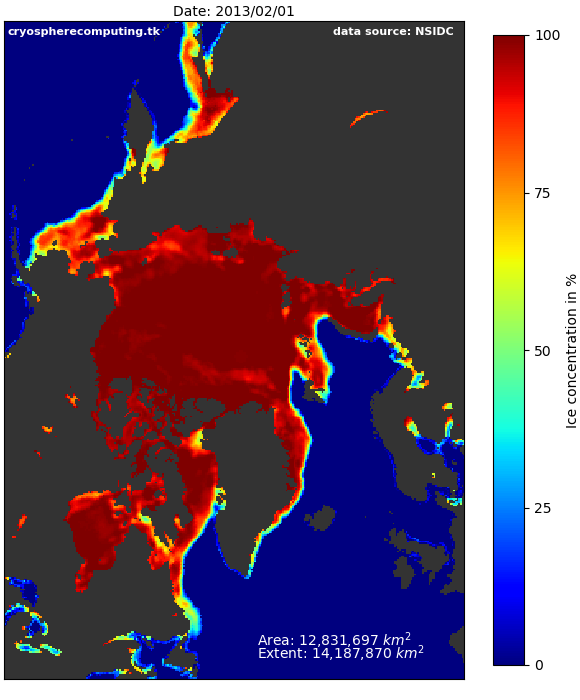 Date: 2013/02/01
cryospherecomputing.tk
data source: NSIDC
100
75
50
25
0
Ice concentration in %
Area: 12,831,697 km²
Extent: 14,187,870 km²